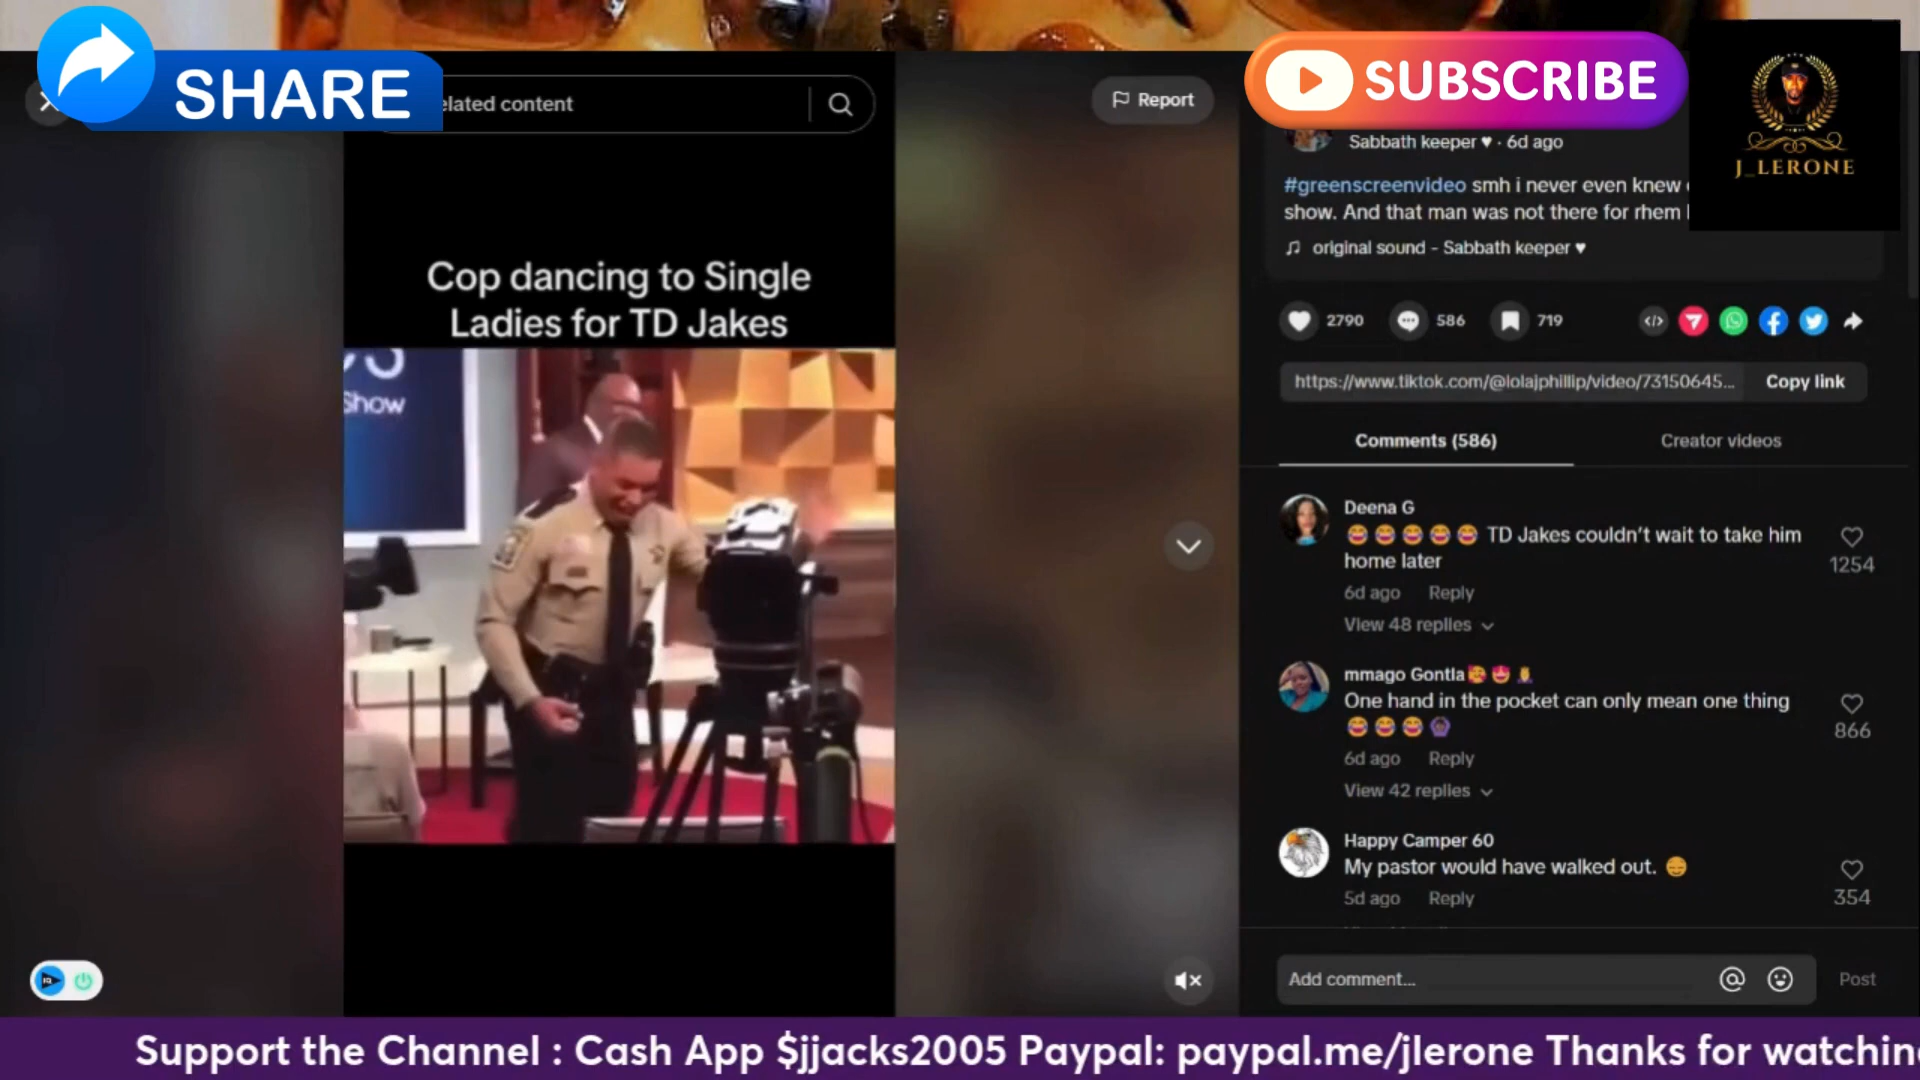 SHARE
elated content
Report
SUBSCRIBE
J_LERONE
Sabbath keeper ♥ · 6d ago
#greenscreenvideo smh i never even knew
show. And that man was not there for rhem
original sound - Sabbath keeper ♥
Cop dancing to Single
Ladies for TD Jakes
Show
2790
586
719
https://www.tiktok.com/@lolajphillip/video/73150645...
Copy link
Comments (586)
Creator videos
Deena G
😂😂😂😂😂 TD Jakes couldn't wait to take him
home later
1254
6d ago Reply
View 48 replies
mmago Gontla🥰🤩
One hand in the pocket can only mean one thing
😂😂😂🙆🏿‍♀️
866
6d ago Reply
View 42 replies
Happy Camper 60
My pastor would have walked out. 😑
354
5d ago Reply
Add comment...
Post
Support the Channel : Cash App $jjacks2005 Paypal: paypal.me/jlerone Thanks for watching